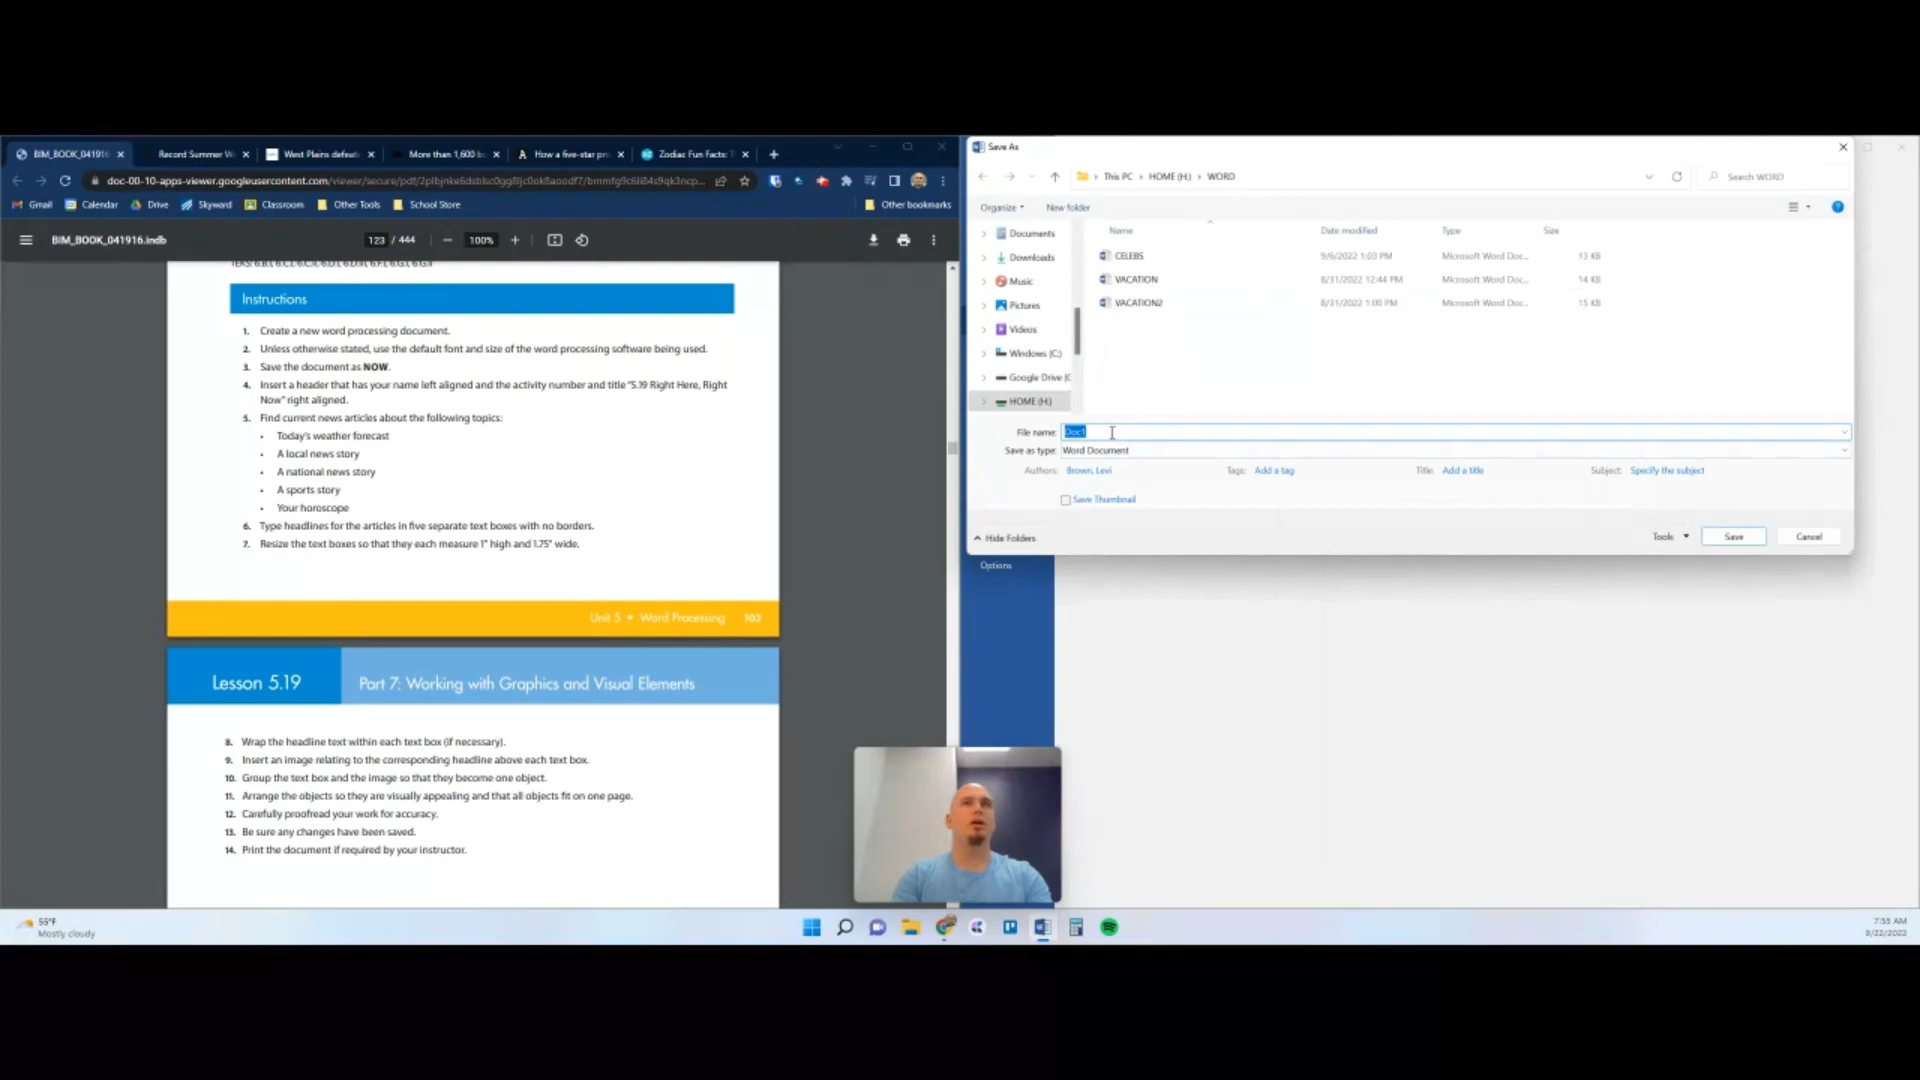 BIM_BOOK_041916
Record Summer W
West Plains defeat
More than 1,600 b
How a five-star pr
Zodiac Fun Facts: T
Gmail
Calendar
Drive
Skyward
Classroom
Other Tools
School Store
Other bookmarks
BIM_BOOK_041916.indb
123 / 444
100%
Instructions
1. Create a new word processing document.
2. Unless otherwise stated, use the default font and size of the word processing software being used.
3. Save the document as NOW.
4. Insert a header that has your name left aligned and the activity number and title "5.19 Right Here, Right
Now" right aligned.
5. Find current news articles about the following topics:
• Today's weather forecast
• A local news story
• A national news story
• A sports story
• Your horoscope
6. Type headlines for the articles in five separate text boxes with no borders.
7. Resize the text boxes so that they each measure 1" high and 1.75" wide.
Unit 5 • Word Processing 103
Lesson 5.19
Part 7: Working with Graphics and Visual Elements
8. Wrap the headline text within each text box (if necessary).
9. Insert an image relating to the corresponding headline above each text box.
10. Group the text box and the image so that they become one object.
11. Arrange the objects so they are visually appealing and that all objects fit on one page.
12. Carefully proofread your work for accuracy.
13. Be sure any changes have been saved.
14. Print the document if required by your instructor.
Save As
This PC › HOME (H:) › WORD
Search WORD
Organize
New folder
Name
Date modified
Type
Size
Documents
Downloads
Music
Pictures
Videos
Windows (C:)
Google Drive (G
HOME (H:)
CELEBS 9/6/2022 1:03 PM Microsoft Word Doc... 13 KB
VACATION 8/31/2022 12:44 PM Microsoft Word Doc... 14 KB
VACATION2 8/31/2022 1:00 PM Microsoft Word Doc... 15 KB
File name: Doc1
Save as type: Word Document
Authors: Brown, Levi
Tags: Add a tag
Title: Add a title
Subject: Specify the subject
Save Thumbnail
Hide Folders
Tools
Save
Cancel
Options
55°F
Mostly cloudy
7:55 AM
9/22/2022